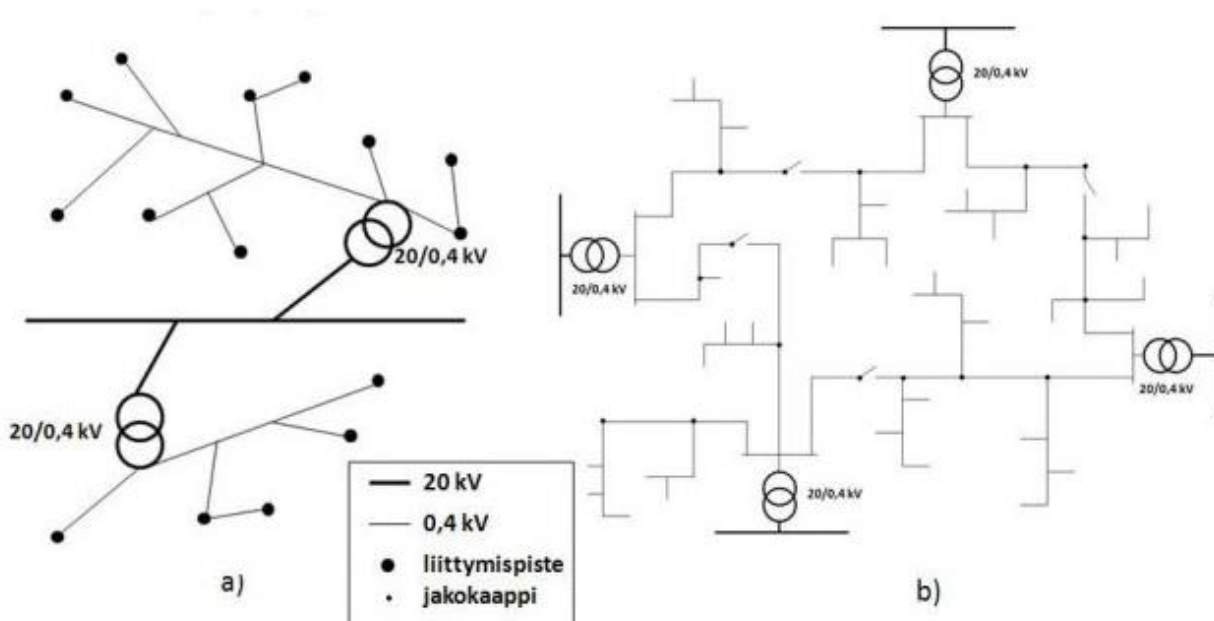 20/0,4 kV
20/0,4 kV
20 kV
0,4 kV
liittymispiste
jakokaappi
a)
20/0,4 kV
20/0,4 kV
20/0,4 kV
20/0,4 kV
b)